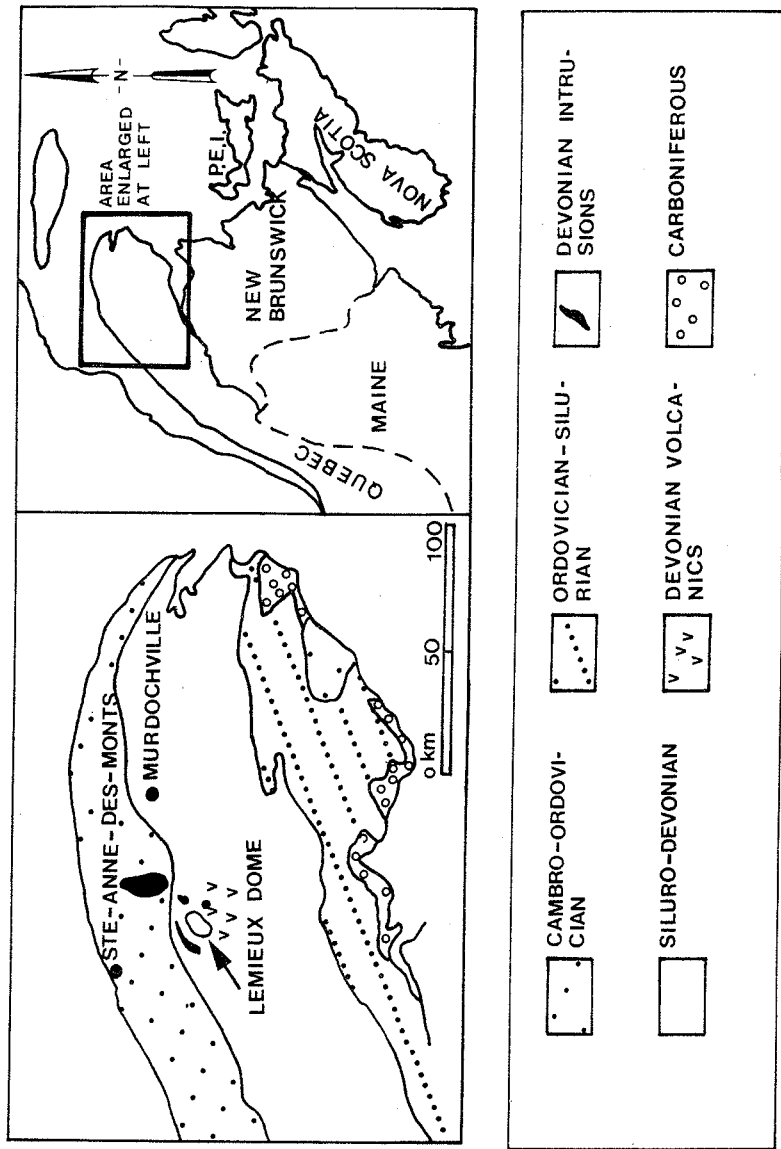 STE-ANNE-DES-MONTS
MURDOCHVILLE
LEMIEUX DOME
0 km
50
100
AREA
ENLARGED
AT LEFT
-N-
QUEBEC
MAINE
NEW
BRUNSWICK
P.E.I.
NOVA SCOTIA
CAMBRO-ORDOVI-
CIAN
ORDOVICIAN-SILU-
RIAN
DEVONIAN INTRU-
SIONS
SILURO-DEVONIAN
DEVONIAN VOLCA-
NICS
CARBONIFEROUS